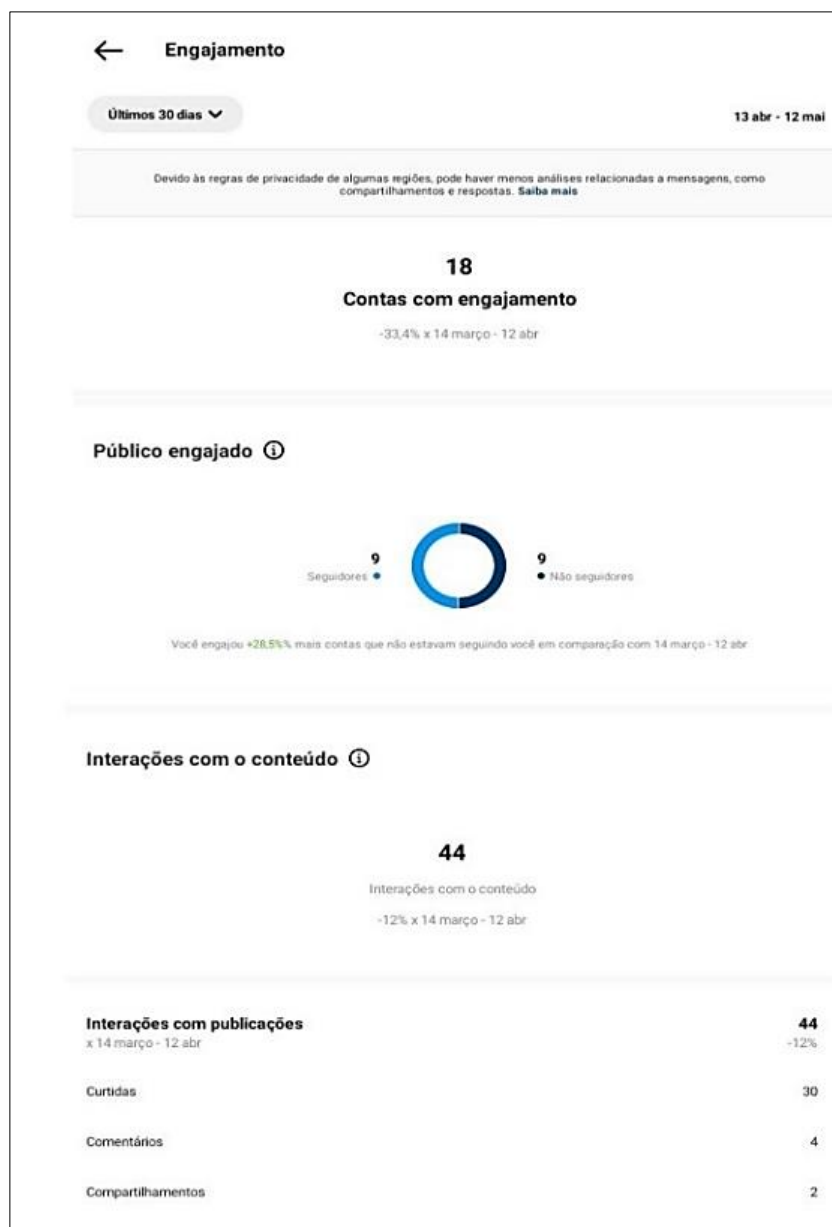 Engajamento
Últimos 30 dias
13 abr - 12 mai
Devido às regras de privacidade de algumas regiões, pode haver menos análises relacionadas a mensagens, como
compartilhamentos e respostas. Saiba mais
18
Contas com engajamento
-33,4% x 14 março - 12 abr
Público engajado
9
Seguidores
9
Não seguidores
Você engajou +28,5%% mais contas que não estavam seguindo você em comparação com 14 março - 12 abr
Interações com o conteúdo
44
Interações com o conteúdo
-12% x 14 março - 12 abr
Interações com publicações 44
x 14 março - 12 abr -12%
Curtidas 30
Comentários 4
Compartilhamentos 2